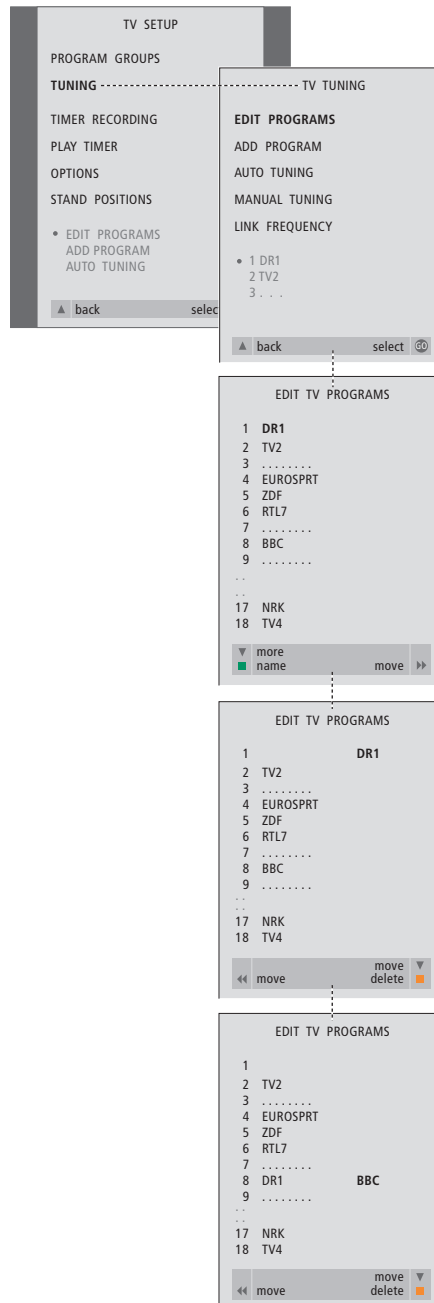 TV SETUP
PROGRAM GROUPS
TUNING
TIMER RECORDING
PLAY TIMER
OPTIONS
STAND POSITIONS
• EDIT PROGRAMS
ADD PROGRAM
AUTO TUNING
▲ back selec
TV TUNING
EDIT PROGRAMS
ADD PROGRAM
AUTO TUNING
MANUAL TUNING
LINK FREQUENCY
• 1 DR1
2 TV2
3 . . .
▲ back select GO
EDIT TV PROGRAMS
1 DR1
2 TV2
3 ........
4 EUROSPRT
5 ZDF
6 RTL7
7 ........
8 BBC
9 ........
..
..
17 NRK
18 TV4
▼ more
name move
EDIT TV PROGRAMS
1 DR1
2 TV2
3 ........
4 EUROSPRT
5 ZDF
6 RTL7
7 ........
8 BBC
9 ........
..
..
17 NRK
18 TV4
move ▼
move delete
EDIT TV PROGRAMS
1
2 TV2
3 ........
4 EUROSPRT
5 ZDF
6 RTL7
7 ........
8 DR1 BBC
9 ........
..
..
17 NRK
18 TV4
move ▼
move delete